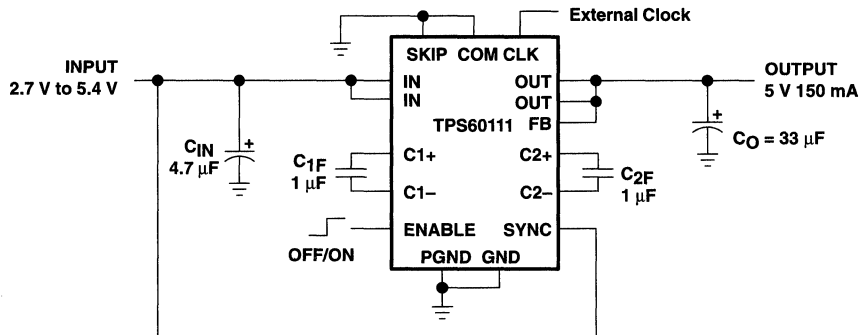 External Clock
SKIP COM CLK
INPUT
2.7 V to 5.4 V
IN
IN
OUT
OUT
FB
TPS60111
OUTPUT
5 V 150 mA
CIN
4.7 μF
+
+
CO = 33 μF
C1F
1 μF
C1+
C1–
C2+
C2–
C2F
1 μF
OFF/ON
ENABLE
SYNC
PGND GND